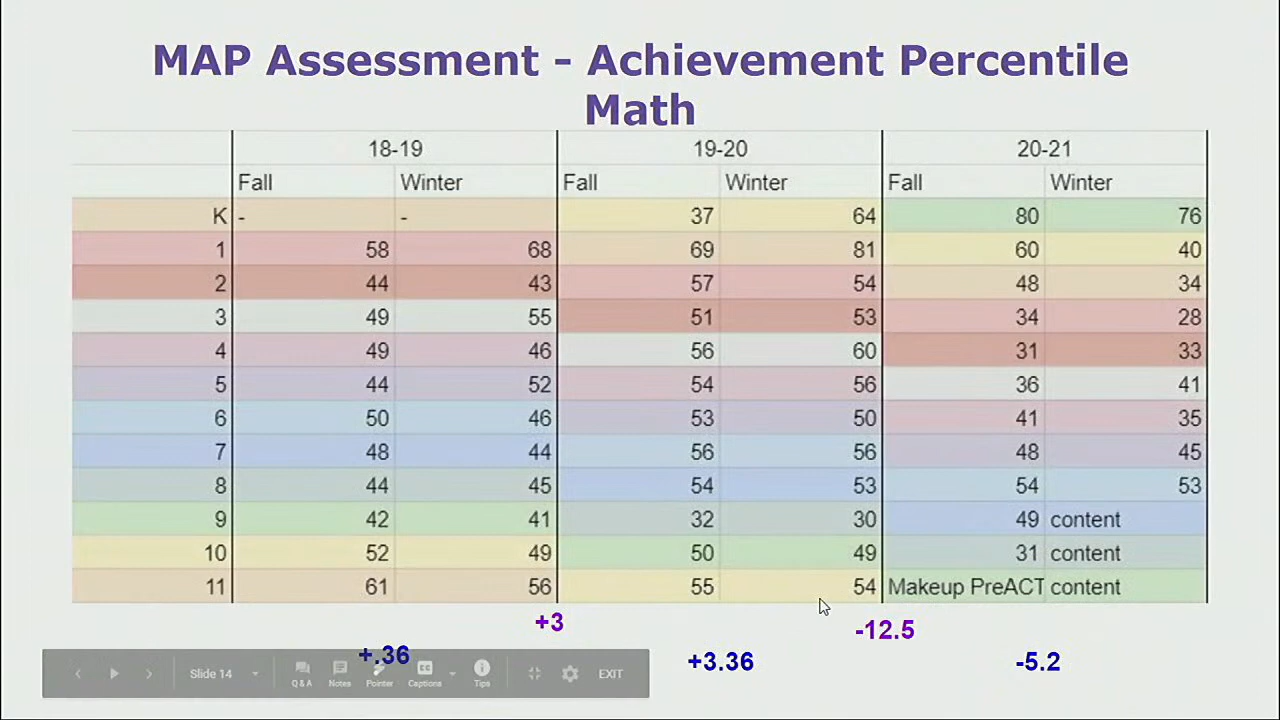 MAP Assessment - Achievement Percentile
Math
18-19 19-20 20-21
Fall Winter Fall Winter Fall Winter
K - - 37 64 80 76
1 58 68 69 81 60 40
2 44 43 57 54 48 34
3 49 55 51 53 34 28
4 49 46 56 60 31 33
5 44 52 54 56 36 41
6 50 46 53 50 41 35
7 48 44 56 56 48 45
8 44 45 54 53 54 53
9 42 41 32 30 49 content
10 52 49 50 49 31 content
11 61 56 55 54 Makeup PreACT content
+3 -12.5
+.36 +3.36 -5.2
Slide 14 Q & A Notes Pointer Captions CC Tips EXIT